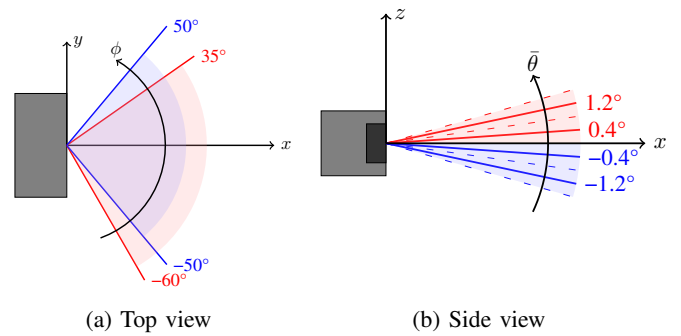 50°
y
ϕ
35°
x
−50°
−60°
(a) Top view
z
θ̄
1.2°
0.4°
x
−0.4°
−1.2°
(b) Side view